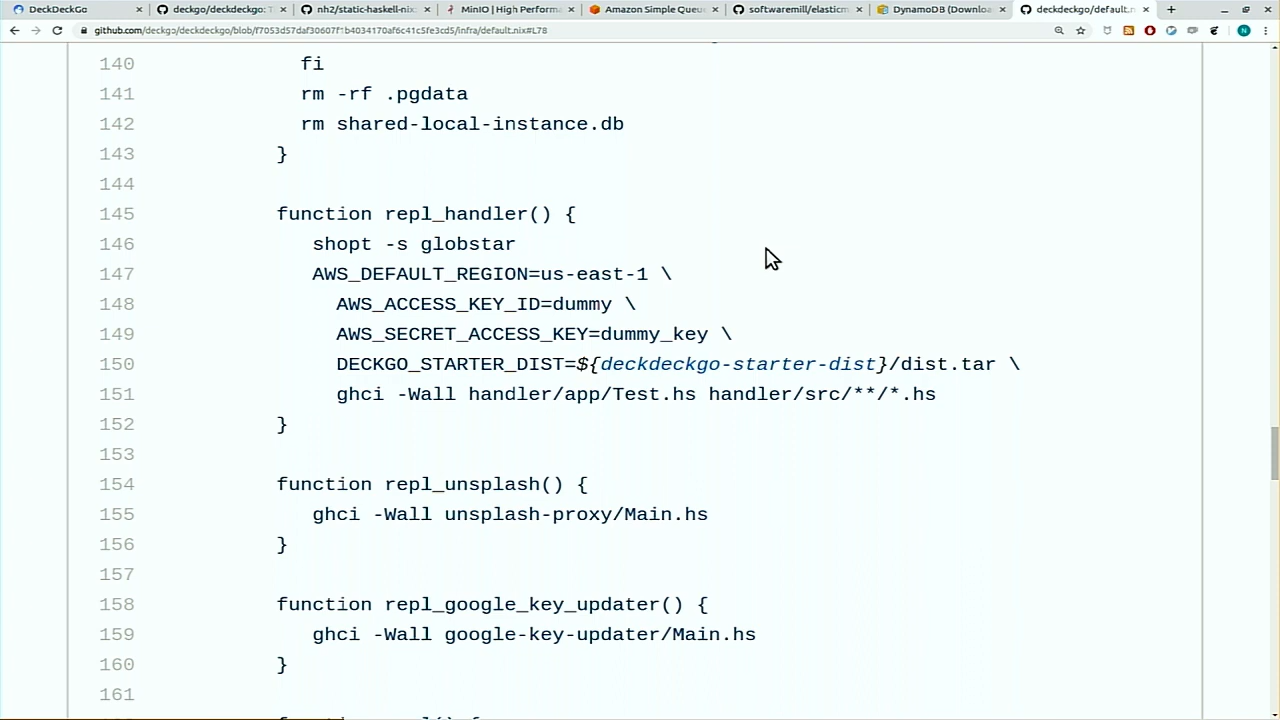 DeckDeckGo
deckgo/deckdeckgo: T
nh2/static-haskell-nix
MinIO | High Performa
Amazon Simple Queu
softwaremill/elasticm
DynamoDB (Downloa
deckdeckgo/default.n
github.com/deckgo/deckdeckgo/blob/f7053d57daf30607f1b4034170af6c41c5fe3cd5/infra/default.nix#L78
140 fi
141 rm -rf .pgdata
142 rm shared-local-instance.db
143 }
144
145 function repl_handler() {
146 shopt -s globstar
147 AWS_DEFAULT_REGION=us-east-1 \
148 AWS_ACCESS_KEY_ID=dummy \
149 AWS_SECRET_ACCESS_KEY=dummy_key \
150 DECKGO_STARTER_DIST=${deckdeckgo-starter-dist}/dist.tar \
151 ghci -Wall handler/app/Test.hs handler/src/**/*.hs
152 }
153
154 function repl_unsplash() {
155 ghci -Wall unsplash-proxy/Main.hs
156 }
157
158 function repl_google_key_updater() {
159 ghci -Wall google-key-updater/Main.hs
160 }
161